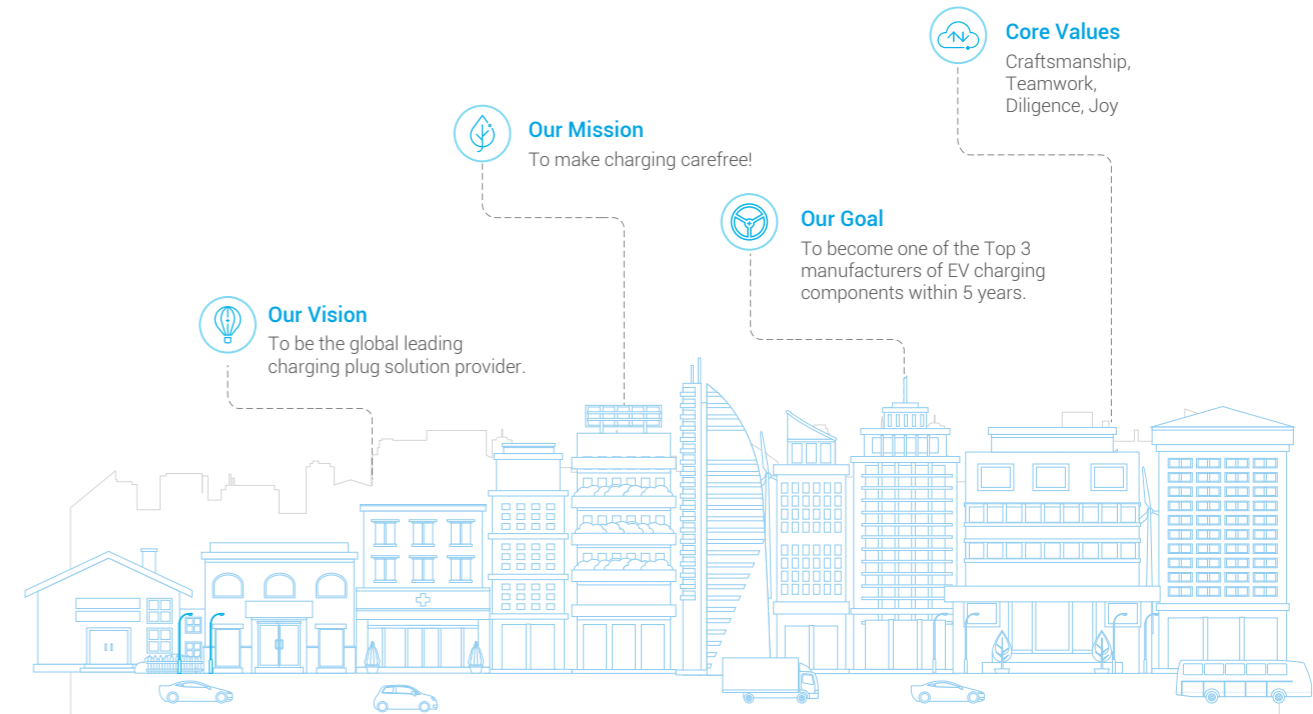 Core Values
Craftsmanship,
Teamwork,
Diligence, Joy
Our Mission
To make charging carefree!
Our Goal
To become one of the Top 3
manufacturers of EV charging
components within 5 years.
Our Vision
To be the global leading
charging plug solution provider.